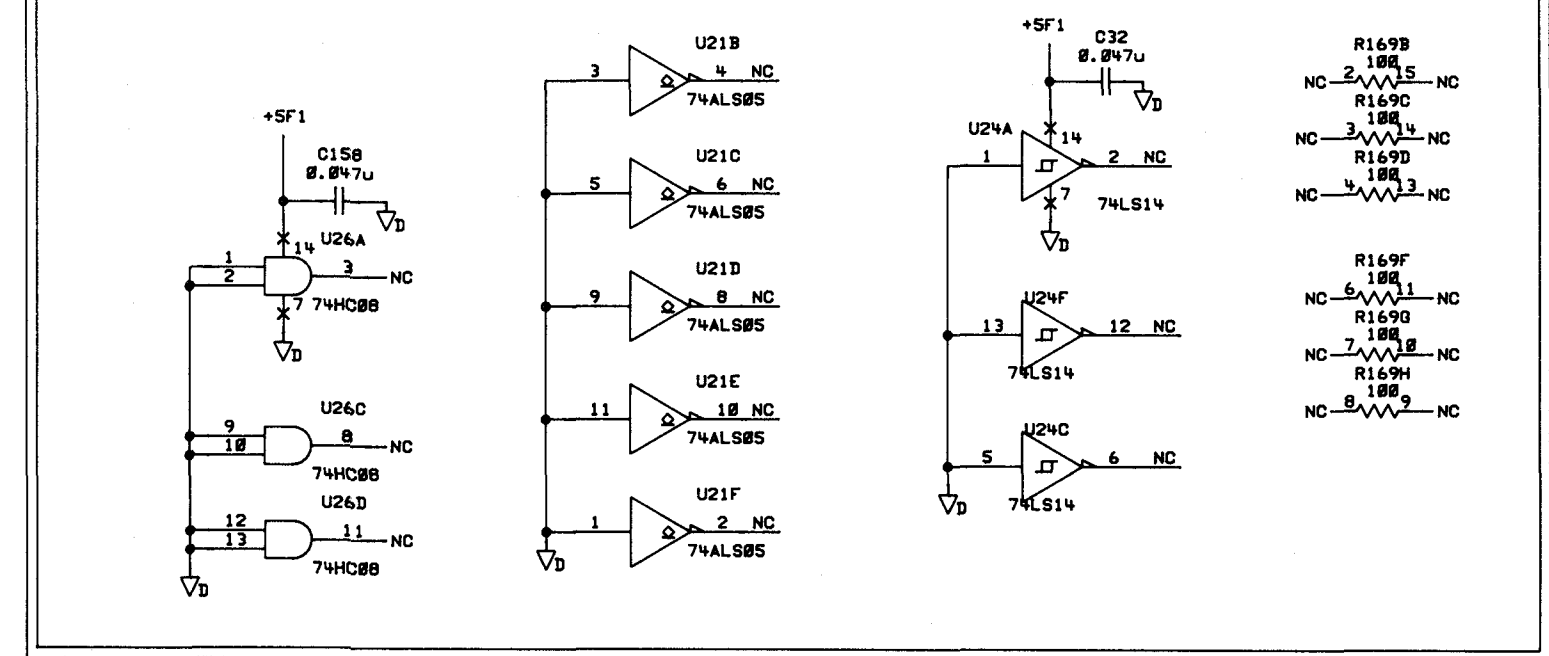 +5F1
C158
0.047u
D
14
U26A
1
2
3
NC
7
74HC08
D
U26C
9
10
8
NC
74HC08
U26D
12
13
11
NC
74HC08
D
U21B
3
4
NC
74ALS05
U21C
5
6
NC
74ALS05
U21D
9
8
NC
74ALS05
U21E
11
10
NC
74ALS05
U21F
1
2
NC
74ALS05
D
+5F1
C32
0.047u
D
U24A
14
1
2
NC
7
74LS14
D
U24F
13
12
NC
74LS14
U24C
5
6
NC
74LS14
D
R169B
100
NC 2 15 NC
R169C
100
NC 3 14 NC
R169D
100
NC 4 13 NC
R169F
100
NC 6 11 NC
R169G
100
NC 7 10 NC
R169H
100
NC 8 9 NC